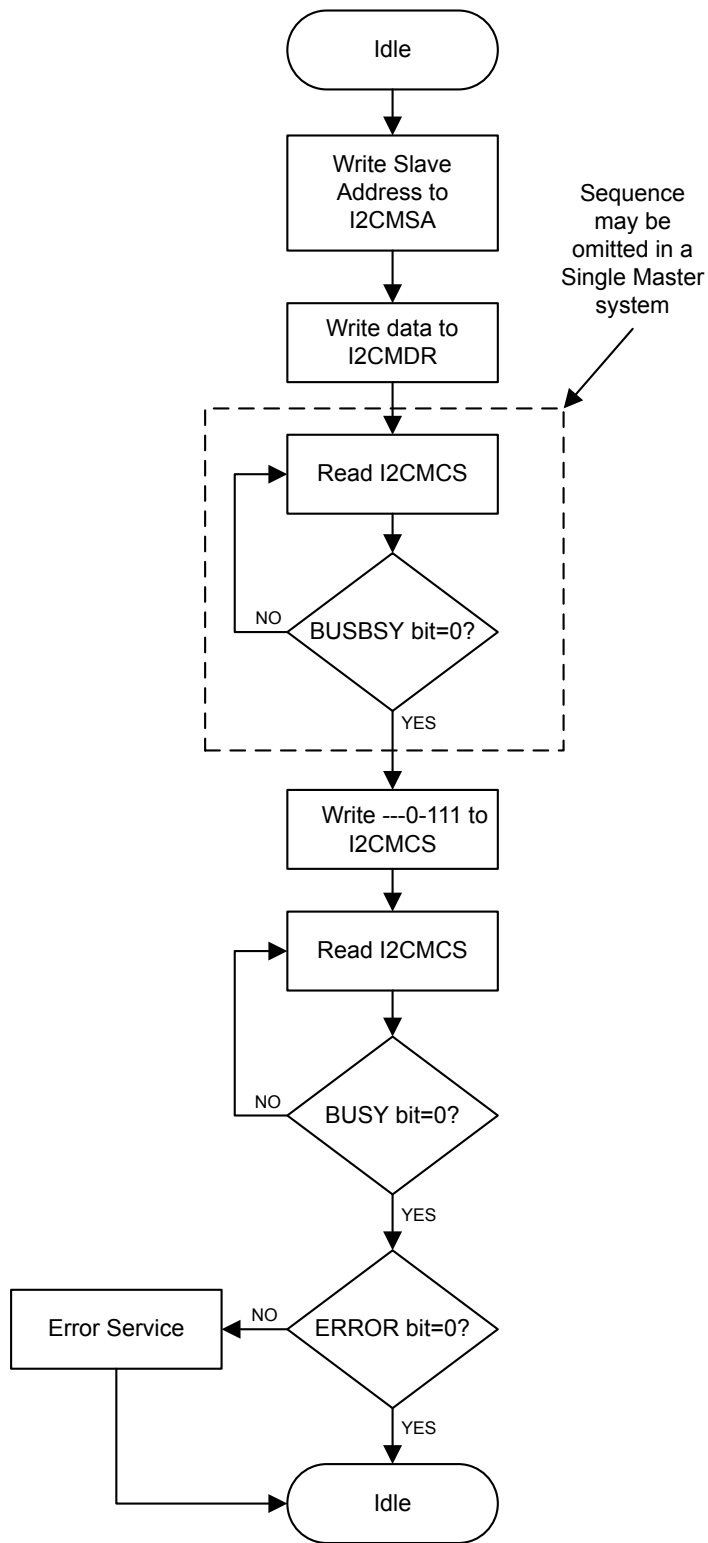 Idle
Write Slave
Address to
I2CMSA
Sequence
may be
omitted in a
Single Master
system
Write data to
I2CMDR
Read I2CMCS
NO
BUSBSY bit=0?
YES
Write ---0-111 to
I2CMCS
Read I2CMCS
NO
BUSY bit=0?
YES
Error Service
NO
ERROR bit=0?
YES
Idle